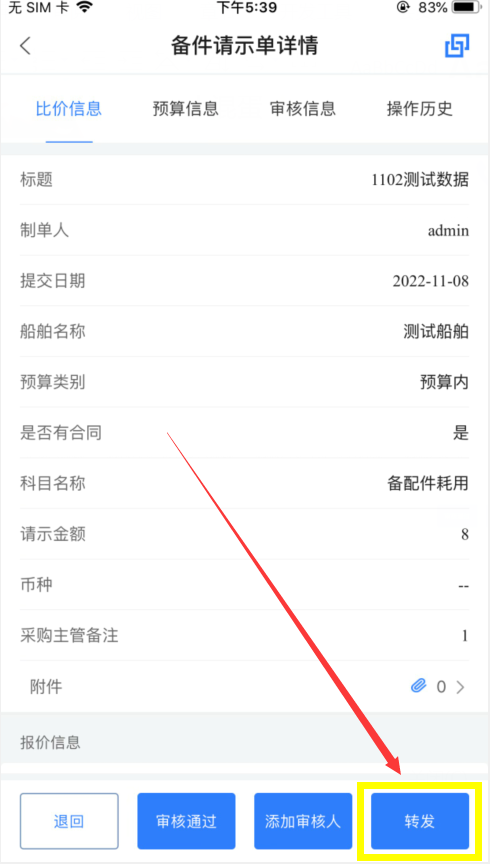 无 SIM 卡 下午5:39 83%
备件请示单详情
比价信息 预算信息 审核信息 操作历史
标题 1102测试数据
制单人 admin
提交日期 2022-11-08
船舶名称 测试船舶
预算类别 预算内
是否有合同 是
科目名称 备配件耗用
请示金额 8
币种 --
采购主管备注 1
附件 0
报价信息
退回 审核通过 添加审核人 转发